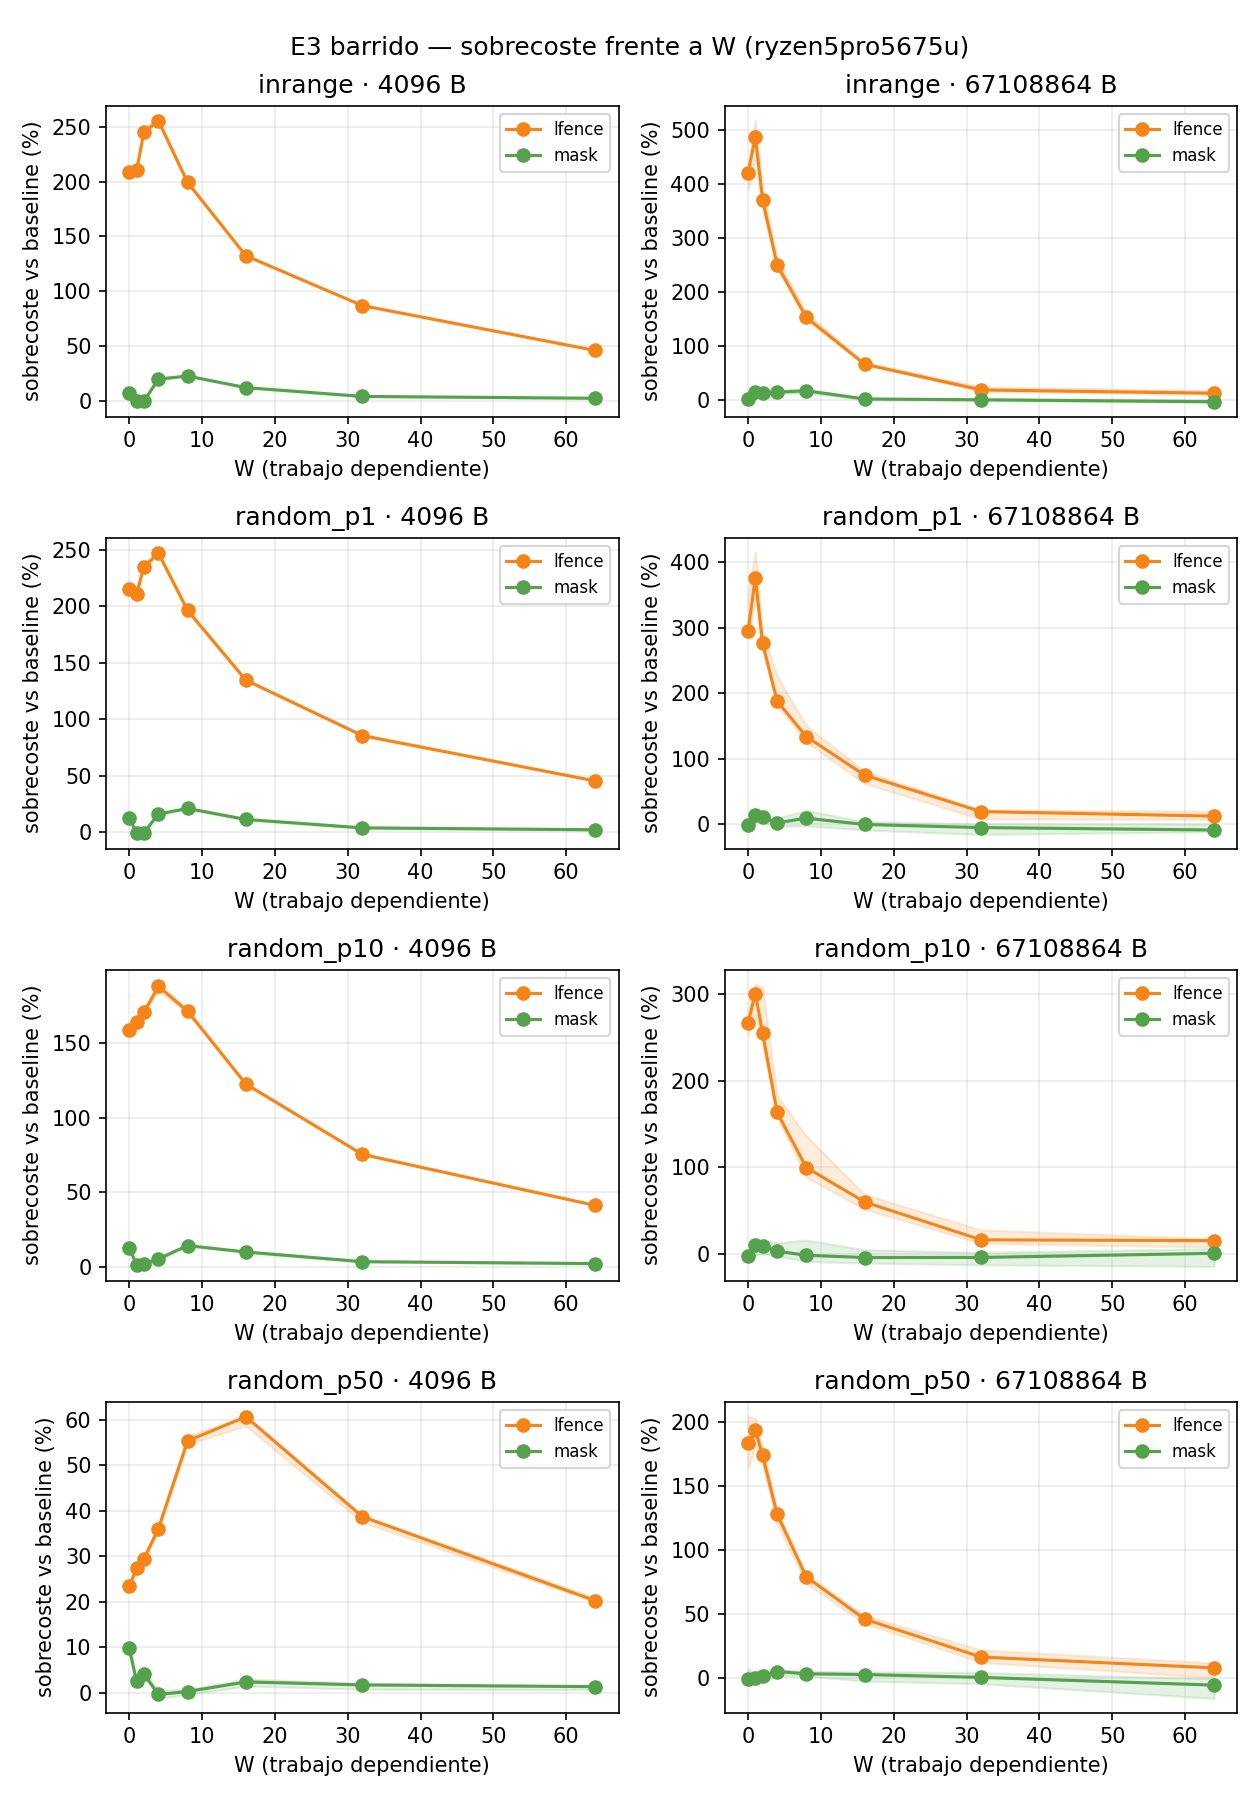 E3 barrido — sobrecoste frente a W (ryzen5pro5675u)
inrange · 4096 B
sobrecoste vs baseline (%)
250
200
150
100
50
0
lfence
mask
0 10 20 30 40 50 60
W (trabajo dependiente)
inrange · 67108864 B
sobrecoste vs baseline (%)
500
400
300
200
100
0
lfence
mask
0 10 20 30 40 50 60
W (trabajo dependiente)
random_p1 · 4096 B
sobrecoste vs baseline (%)
250
200
150
100
50
0
lfence
mask
0 10 20 30 40 50 60
W (trabajo dependiente)
random_p1 · 67108864 B
sobrecoste vs baseline (%)
400
300
200
100
0
lfence
mask
0 10 20 30 40 50 60
W (trabajo dependiente)
random_p10 · 4096 B
sobrecoste vs baseline (%)
150
100
50
0
lfence
mask
0 10 20 30 40 50 60
W (trabajo dependiente)
random_p10 · 67108864 B
sobrecoste vs baseline (%)
300
200
100
0
lfence
mask
0 10 20 30 40 50 60
W (trabajo dependiente)
random_p50 · 4096 B
sobrecoste vs baseline (%)
60
50
40
30
20
10
0
lfence
mask
0 10 20 30 40 50 60
W (trabajo dependiente)
random_p50 · 67108864 B
sobrecoste vs baseline (%)
200
150
100
50
0
lfence
mask
0 10 20 30 40 50 60
W (trabajo dependiente)